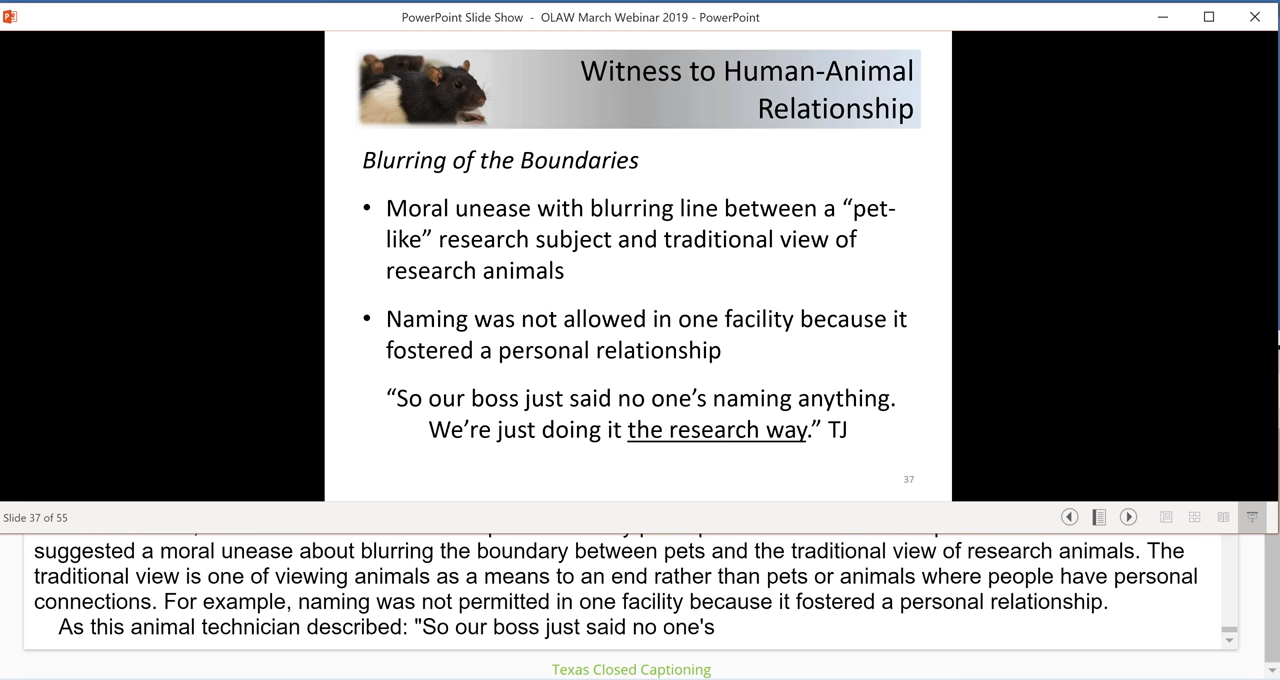 PowerPoint Slide Show - OLAW March Webinar 2019 - PowerPoint
Witness to Human-Animal
Relationship
Blurring of the Boundaries
• Moral unease with blurring line between a “pet-
like” research subject and traditional view of
research animals
• Naming was not allowed in one facility because it
fostered a personal relationship
“So our boss just said no one’s naming anything.
We’re just doing it the research way.” TJ
37
Slide 37 of 55
suggested a moral unease about blurring the boundary between pets and the traditional view of research animals. The
traditional view is one of viewing animals as a means to an end rather than pets or animals where people have personal
connections. For example, naming was not permitted in one facility because it fostered a personal relationship.
As this animal technician described: "So our boss just said no one's
Texas Closed Captioning